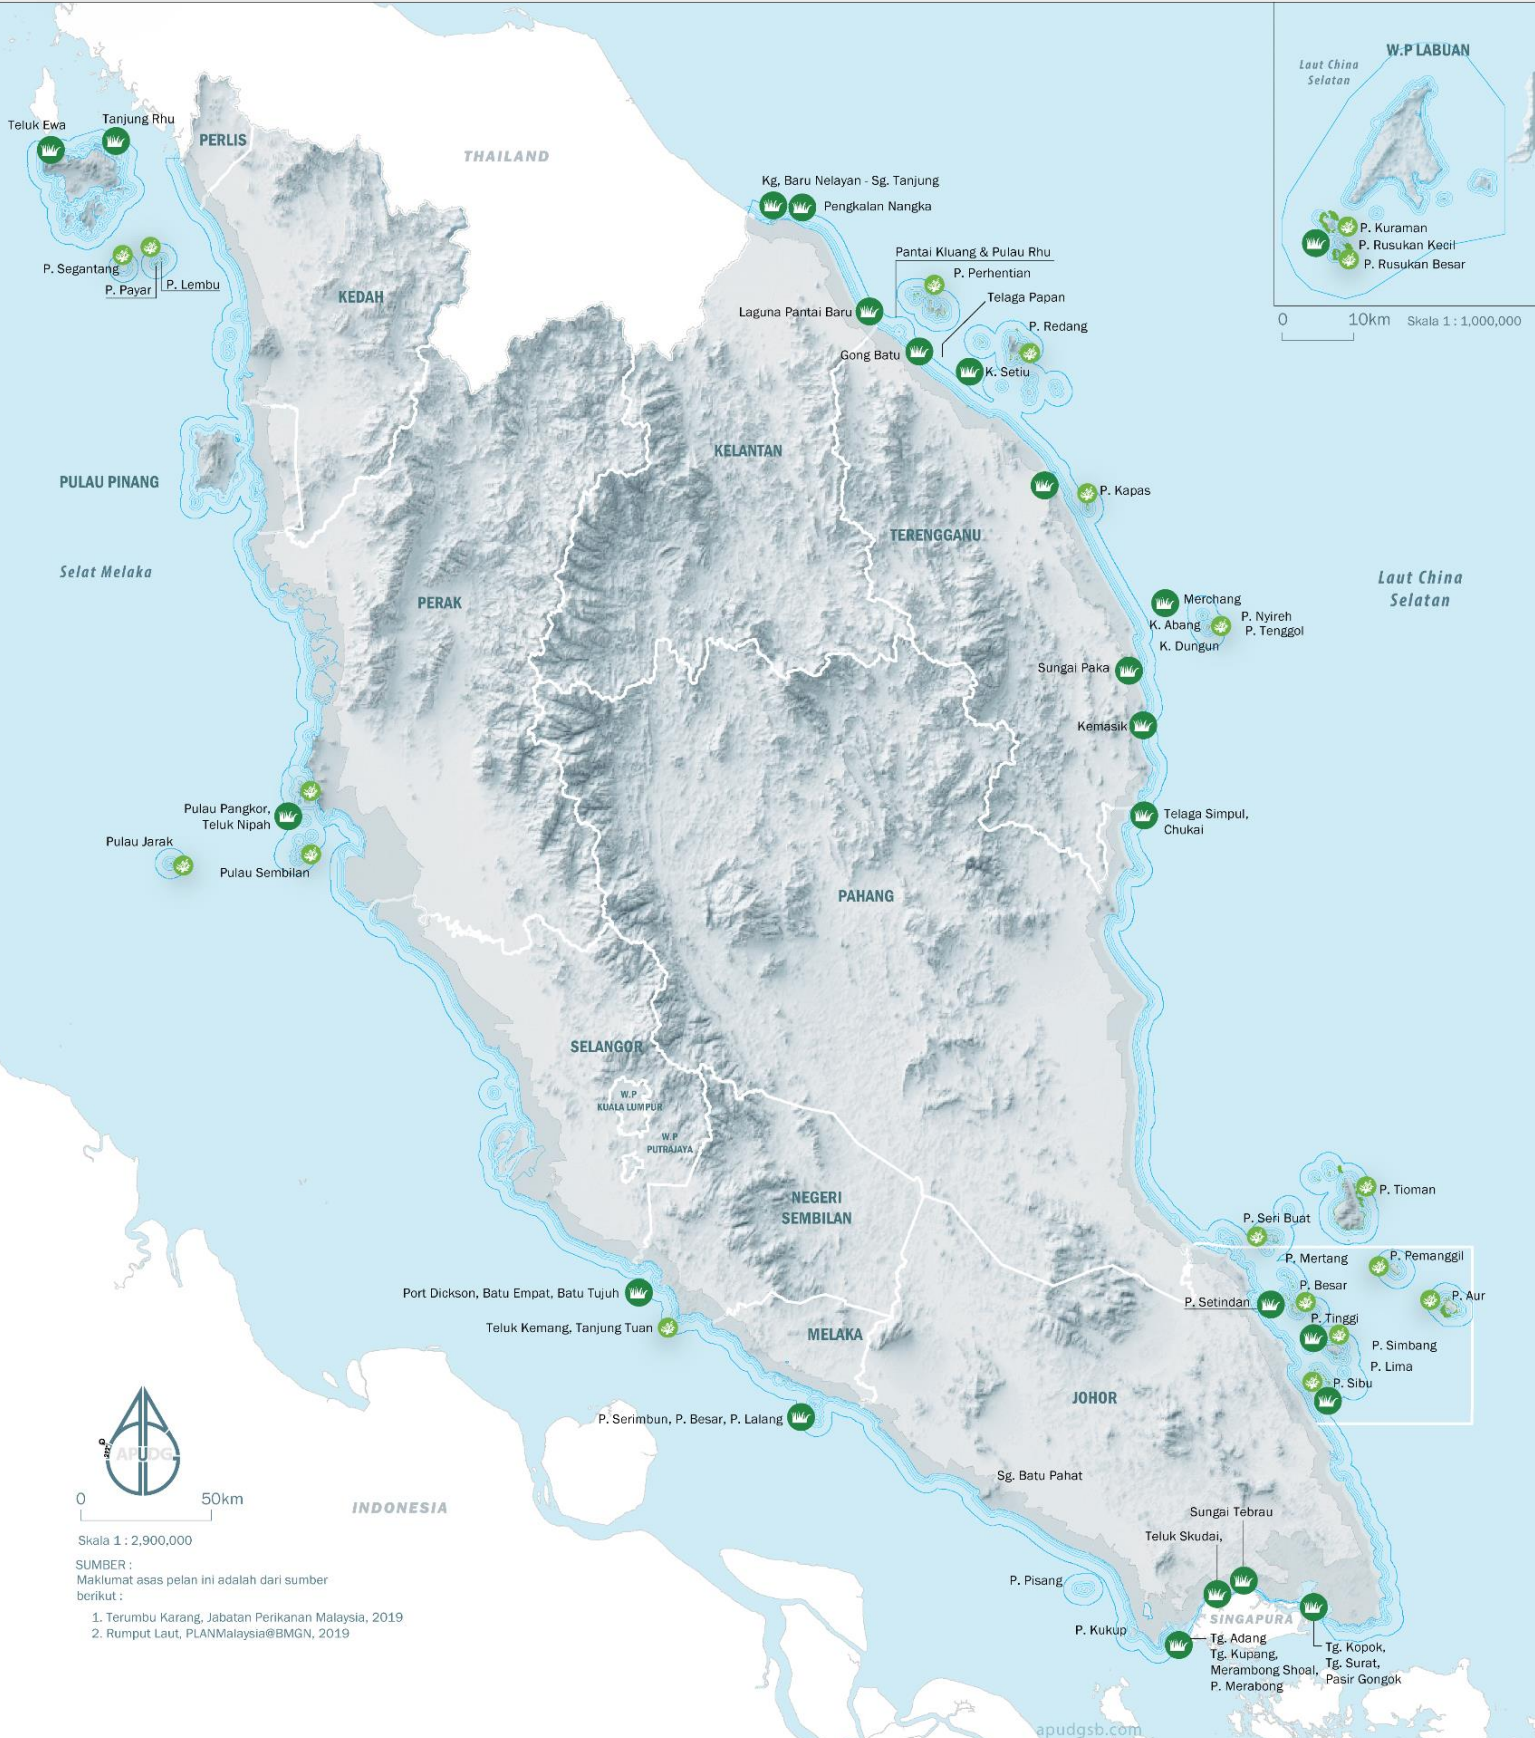 W.P LABUAN
Laut China
Selatan
P. Kuraman
P. Rusukan Kecil
P. Rusukan Besar
0 10km Skala 1 : 1,000,000
Teluk Ewa
Tanjung Rhu
PERLIS
THAILAND
Kg, Baru Nelayan - Sg. Tanjung
Pengkalan Nangka
P. Segantang
P. Payar
P. Lembu
KEDAH
Pantai Kluang & Pulau Rhu
P. Perhentian
Telaga Papan
Laguna Pantai Baru
P. Redang
Gong Batu
K. Setiu
KELANTAN
PULAU PINANG
P. Kapas
TERENGGANU
Selat Melaka
Laut China
Selatan
PERAK
Merchang
K. Abang
K. Dungun
P. Nyireh
P. Tenggol
Sungai Paka
Kemasik
Pulau Pangkor,
Teluk Nipah
Telaga Simpul,
Chukai
Pulau Jarak
Pulau Sembilan
PAHANG
SELANGOR
W.P
KUALA LUMPUR
W.P
PUTRAJAYA
NEGERI
SEMBILAN
P. Tioman
P. Seri Buat
P. Mertang
P. Pemanggil
P. Besar
P. Aur
P. Setindan
P. Tinggi
P. Simbang
P. Lima
P. Sibu
Port Dickson, Batu Empat, Batu Tujuh
Teluk Kemang, Tanjung Tuan
MELAKA
JOHOR
P. Serimbun, P. Besar, P. Lalang
Sg. Batu Pahat
Sungai Tebrau
Teluk Skudai,
INDONESIA
P. Pisang
P. Kukup
SINGAPURA
Tg. Adang
Tg. Kupang,
Merambong Shoal,
P. Merabong
Tg. Kopok,
Tg. Surat,
Pasir Gongok
APUDG
0 50km
Skala 1 : 2,900,000
SUMBER :
Maklumat asas pelan ini adalah dari sumber
berikut :
1. Terumbu Karang, Jabatan Perikanan Malaysia, 2019
2. Rumput Laut, PLANMalaysia@BMGN, 2019
apudgsb.com